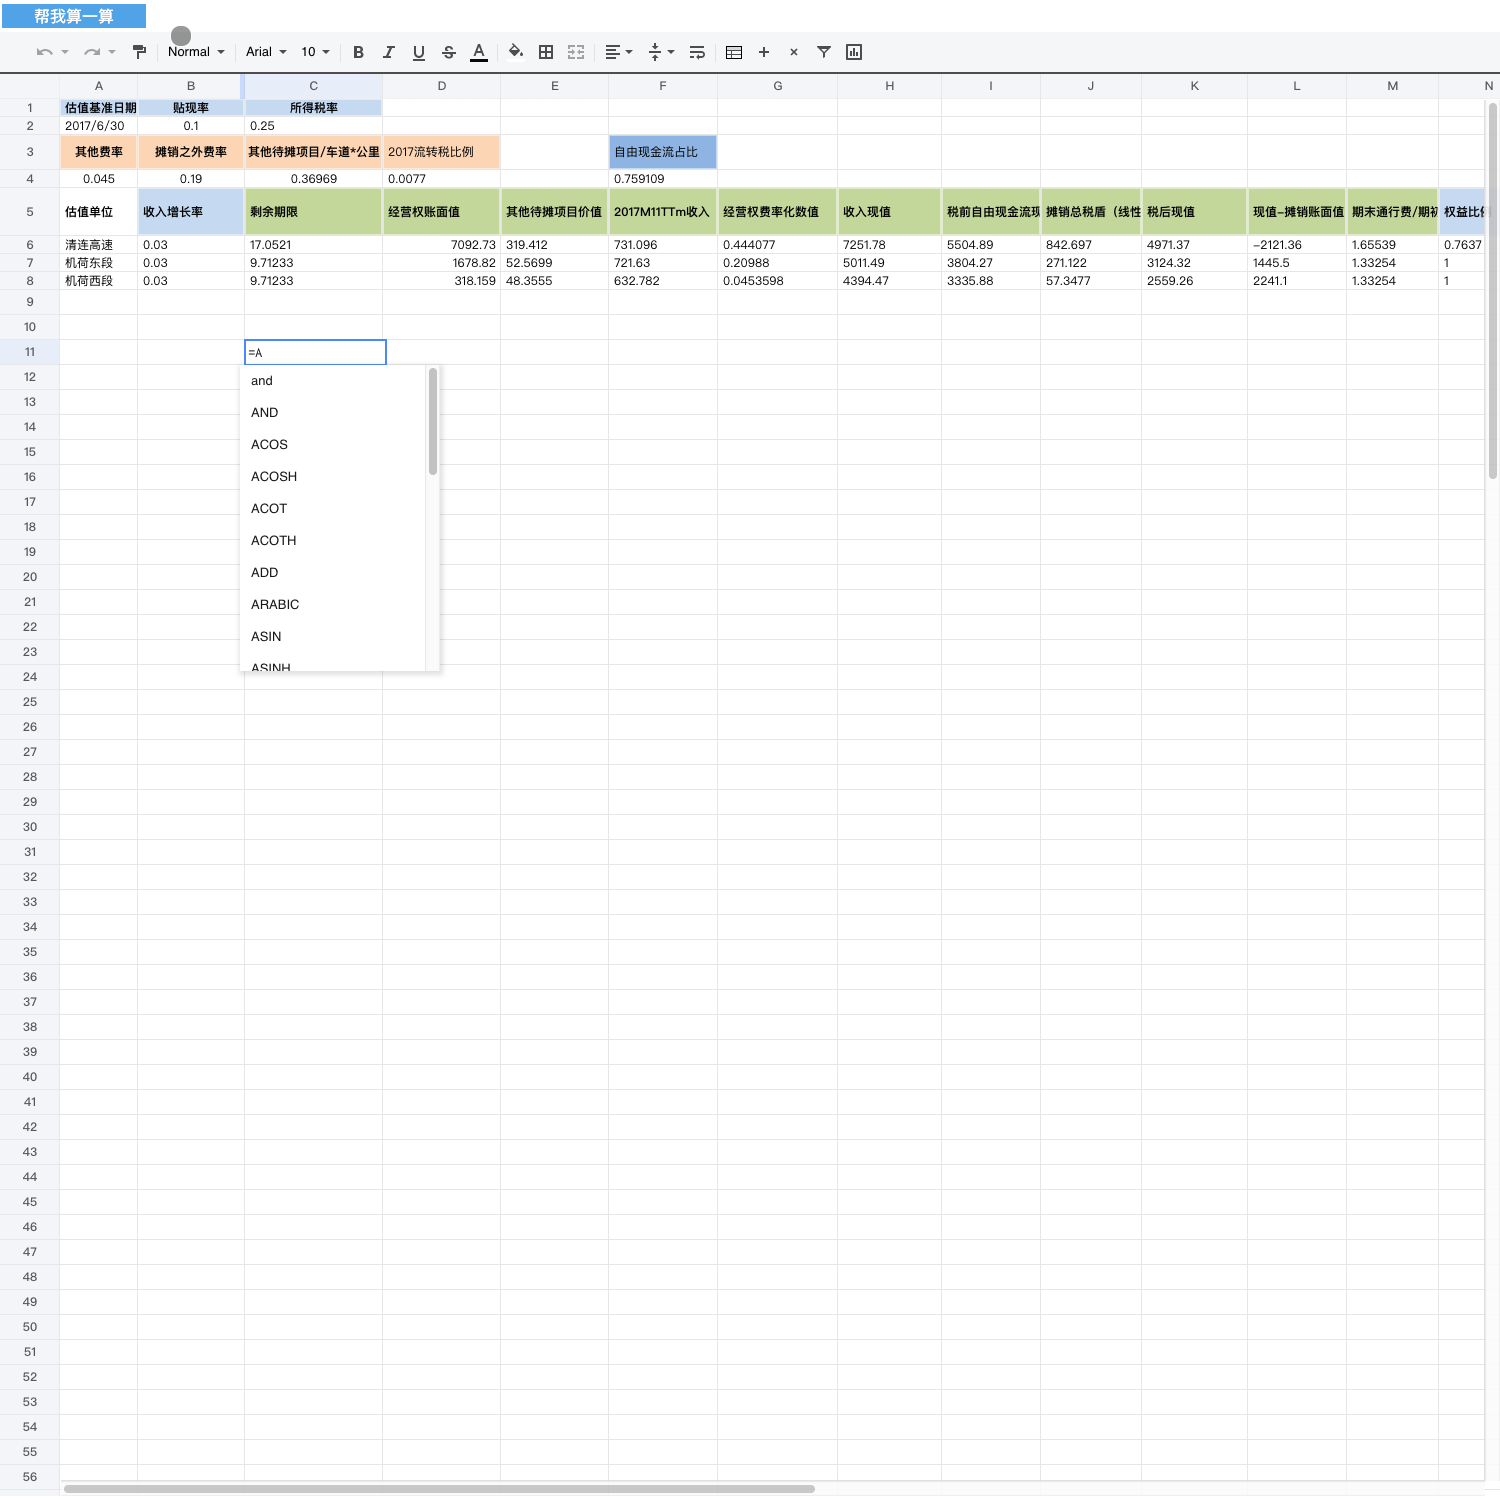 帮我算一算
Normal Arial 10 B I U S A
A B C D E F G H I J K L M N
1 估值基准日期 贴现率 所得税率
2 2017/6/30 0.1 0.25
3 其他费率 摊销之外费率 其他待摊项目/车道*公里 2017流转税比例 自由现金流占比
4 0.045 0.19 0.36969 0.0077 0.759109
5 估值单位 收入增长率 剩余期限 经营权账面值 其他待摊项目价值 2017M11TTm收入 经营权费率化数值 收入现值 税前自由现金流现 摊销总税盾（线性 税后现值 现值-摊销账面值 期末通行费/期初 权益比例
6 清连高速 0.03 17.0521 7092.73 319.412 731.096 0.444077 7251.78 5504.89 842.697 4971.37 -2121.36 1.65539 0.7637
7 机荷东段 0.03 9.71233 1678.82 52.5699 721.63 0.20988 5011.49 3804.27 271.122 3124.32 1445.5 1.33254 1
8 机荷西段 0.03 9.71233 318.159 48.3555 632.782 0.0453598 4394.47 3335.88 57.3477 2559.26 2241.1 1.33254 1
9
10
11 =A
12 and
13 AND
14
15 ACOS
16 ACOSH
17 ACOT
18
19 ACOTH
20 ADD
21 ARABIC
22
23 ASIN
24 ASINH
25
26
27
28
29
30
31
32
33
34
35
36
37
38
39
40
41
42
43
44
45
46
47
48
49
50
51
52
53
54
55
56